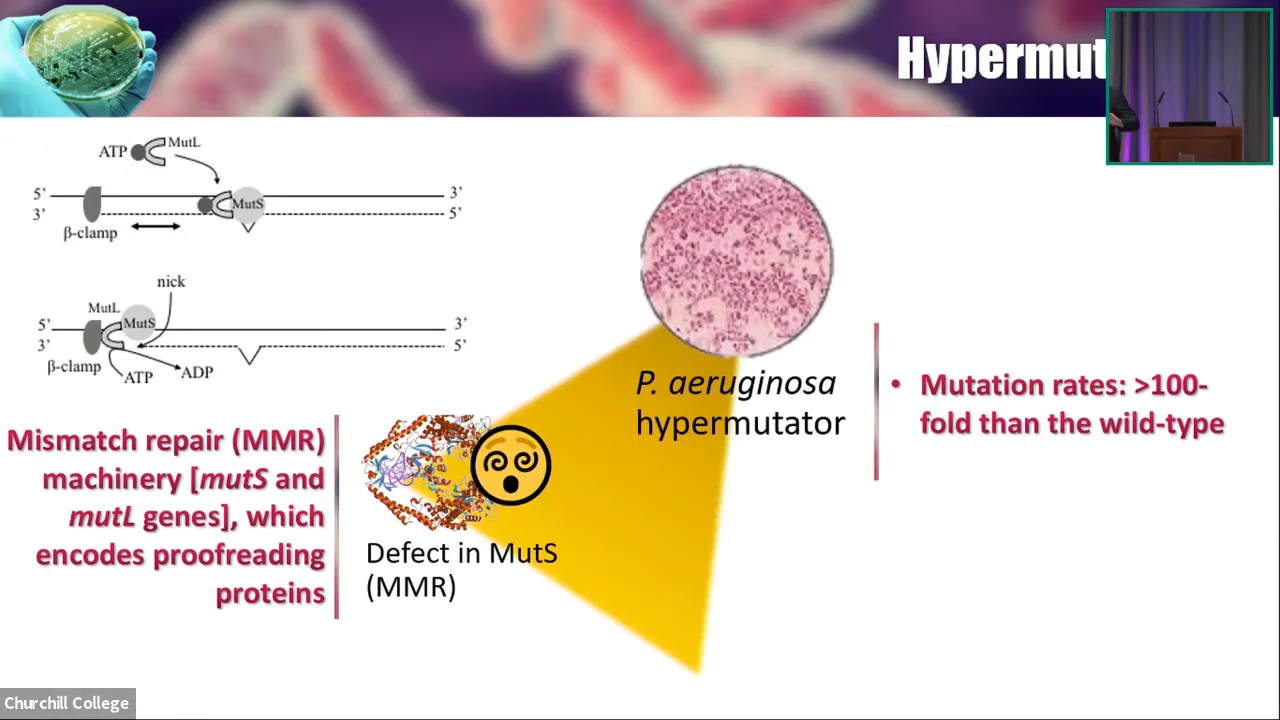 Hypermut
ATP
MutL
5’
3’
MutS
3’
5’
β-clamp
nick
MutL
MutS
5’
3’
3’
5’
β-clamp
ATP
ADP
Mismatch repair (MMR)
machinery [mutS and
mutL genes], which
encodes proofreading
proteins
Defect in MutS
(MMR)
P. aeruginosa
hypermutator
• Mutation rates: >100-
fold than the wild-type
Churchill College